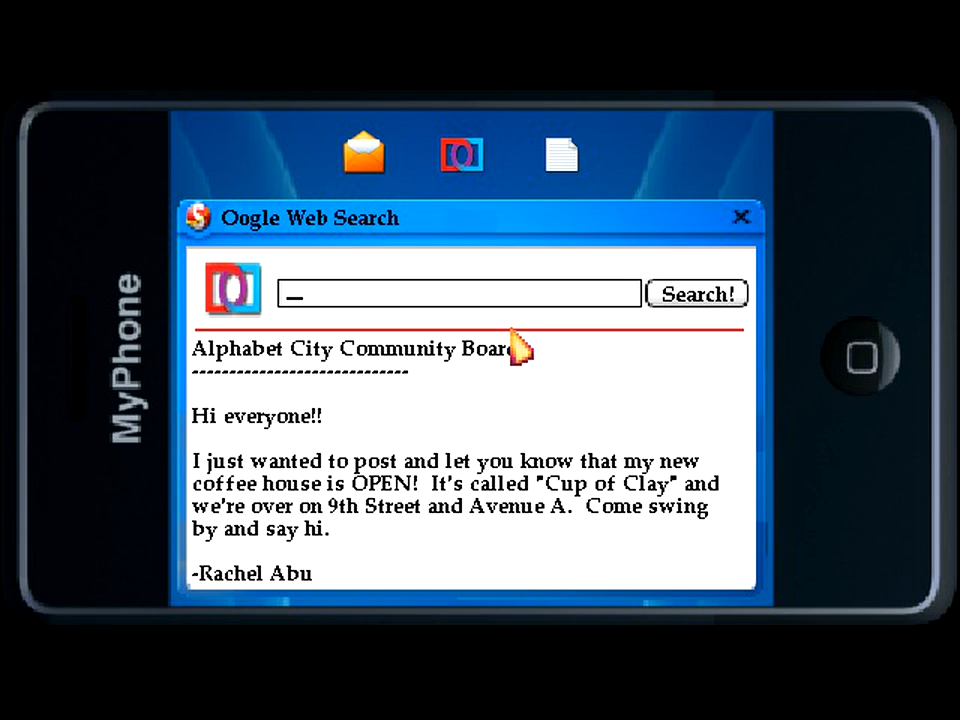 MyPhone
Oogle Web Search
Search!
Alphabet City Community Board
-----------------------------
Hi everyone!!
I just wanted to post and let you know that my new
coffee house is OPEN!  It's called "Cup of Clay" and
we're over on 9th Street and Avenue A.  Come swing
by and say hi.
-Rachel Abu